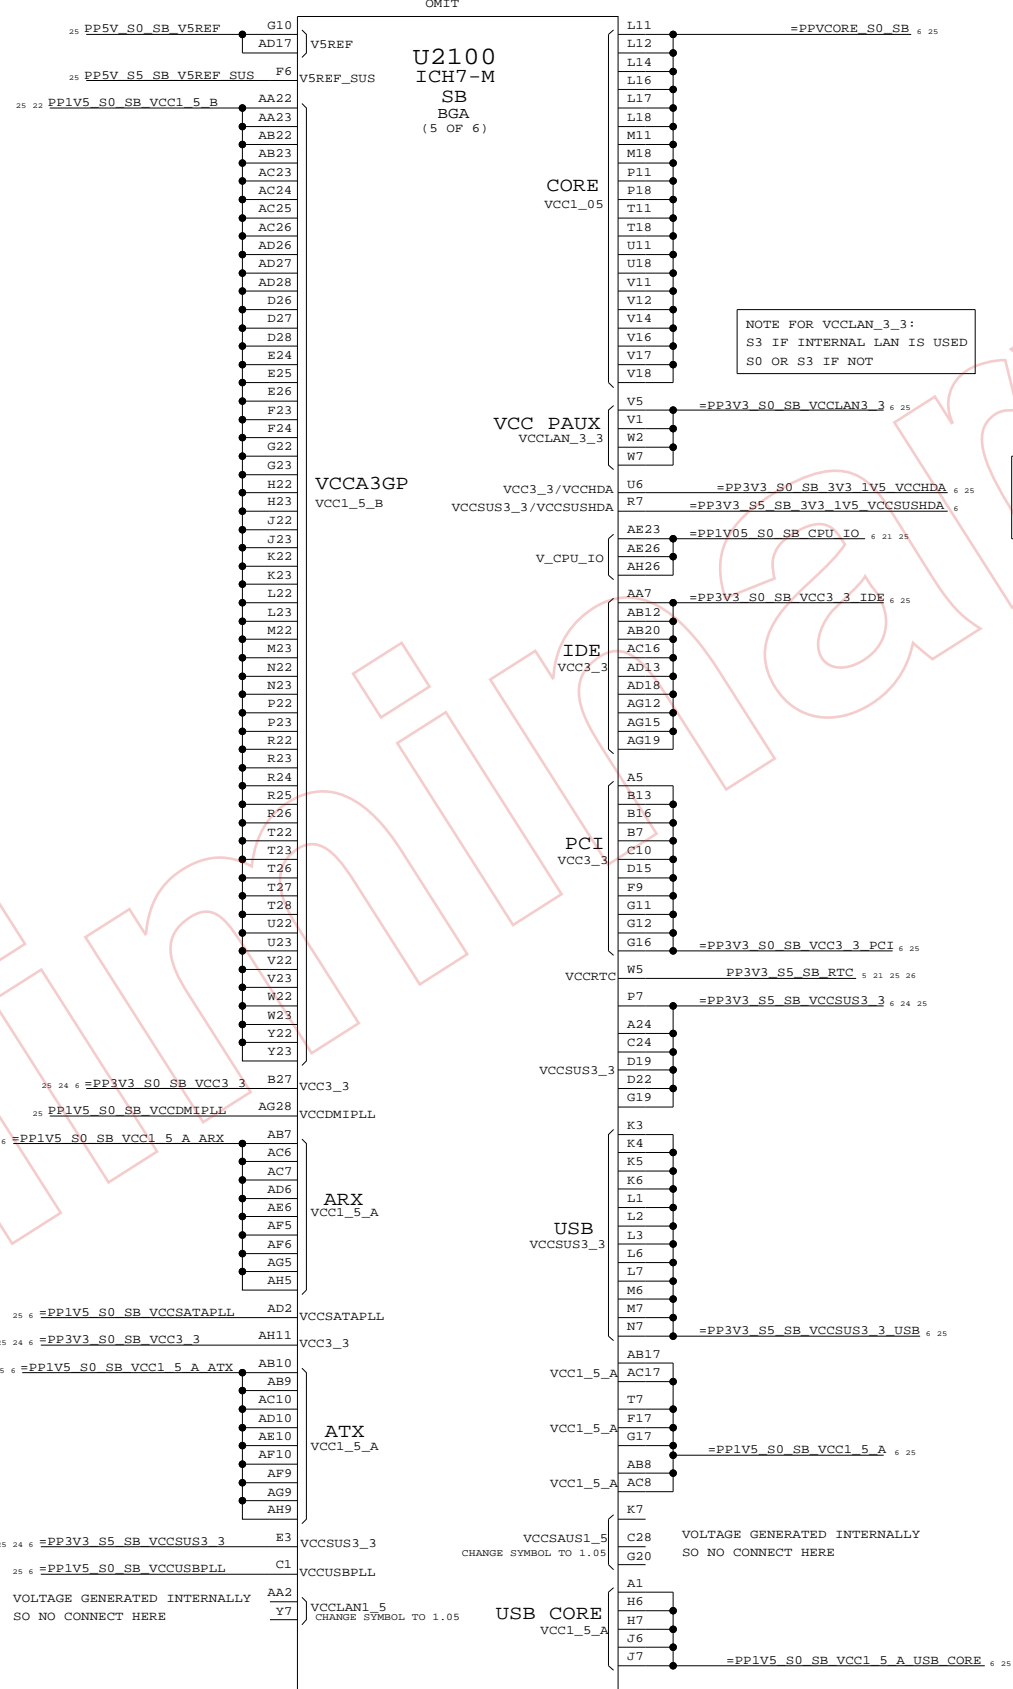 OMIT
U2100
ICH7-M
SB
BGA
(5 OF 6)
25 PP5V_S0_SB_V5REF
G10
AD17
V5REF
25 PP5V_S5_SB_V5REF_SUS
F6
V5REF_SUS
25 22 PP1V5_S0_SB_VCC1_5_B
AA22
AA23
AB22
AB23
AC23
AC24
AC25
AC26
AD26
AD27
AD28
D26
D27
D28
E24
E25
E26
F23
F24
G22
G23
H22
H23
J22
J23
K22
K23
L22
L23
M22
M23
N22
N23
P22
P23
R22
R23
R24
R25
R26
T22
T23
T26
T27
T28
U22
U23
V22
V23
W22
W23
Y22
Y23
VCCA3GP
VCC1_5_B
25 24 6 =PP3V3_S0_SB_VCC3_3
B27
VCC3_3
25 PP1V5_S0_SB_VCCDMIPLL
AG28
VCCDMIPLL
6 =PP1V5_S0_SB_VCC1_5_A_ARX
AB7
AC6
AC7
AD6
AE6
AF5
AF6
AG5
AH5
ARX
VCC1_5_A
25 6 =PP1V5_S0_SB_VCCSATAPLL
AD2
VCCSATAPLL
25 24 6 =PP3V3_S0_SB_VCC3_3
AH11
VCC3_3
6 =PP1V5_S0_SB_VCC1_5_A_ATX
AB10
AB9
AC10
AD10
AE10
AF10
AF9
AG9
AH9
ATX
VCC1_5_A
25 24 6 =PP3V3_S5_SB_VCCSUS3_3
E3
VCCSUS3_3
25 6 =PP1V5_S0_SB_VCCUSBPLL
C1
VCCUSBPLL
VOLTAGE GENERATED INTERNALLY
SO NO CONNECT HERE
AA2
Y7
VCCLAN1_5
CHANGE SYMBOL TO 1.05
L11
L12
L14
L16
L17
L18
M11
M18
P11
P18
T11
T18
U11
U18
V11
V12
V14
V16
V17
V18
CORE
VCC1_05
=PPVCORE_S0_SB 6 25
NOTE FOR VCCLAN_3_3:
S3 IF INTERNAL LAN IS USED
S0 OR S3 IF NOT
V5
V1
W2
W7
VCC PAUX
VCCLAN_3_3
=PP3V3_S0_SB_VCCLAN3_3 6 25
VCC3_3/VCCHDA
U6
=PP3V3_S0_SB_3V3_1V5_VCCHDA 6 25
VCCSUS3_3/VCCSUSHDA
R7
=PP3V3_S5_SB_3V3_1V5_VCCSUSHDA 6
AE23
AE26
AH26
V_CPU_IO
=PP1V05_S0_SB_CPU_IO 6 21 25
AA7
AB12
AB20
AC16
AD13
AD18
AG12
AG15
AG19
IDE
VCC3_3
=PP3V3_S0_SB_VCC3_3_IDE 6 25
A5
B13
B16
B7
C10
D15
F9
G11
G12
G16
PCI
VCC3_3
=PP3V3_S0_SB_VCC3_3_PCI 6 25
VCCRTC
W5
PP3V3_S5_SB_RTC 5 21 25 26
P7
=PP3V3_S5_SB_VCCSUS3_3 6 24 25
A24
C24
D19
D22
G19
VCCSUS3_3
K3
K4
K5
K6
L1
L2
L3
L6
L7
M6
M7
N7
USB
VCCSUS3_3
=PP3V3_S5_SB_VCCSUS3_3_USB 6 25
AB17
VCC1_5_A
AC17
T7
F17
VCC1_5_A
G17
=PP1V5_S0_SB_VCC1_5_A 6 25
AB8
VCC1_5_A
AC8
K7
C28
G20
VCCSAUS1_5
CHANGE SYMBOL TO 1.05
VOLTAGE GENERATED INTERNALLY
SO NO CONNECT HERE
A1
H6
H7
J6
J7
USB CORE
VCC1_5_A
=PP1V5_S0_SB_VCC1_5_A_USB_CORE 6 25